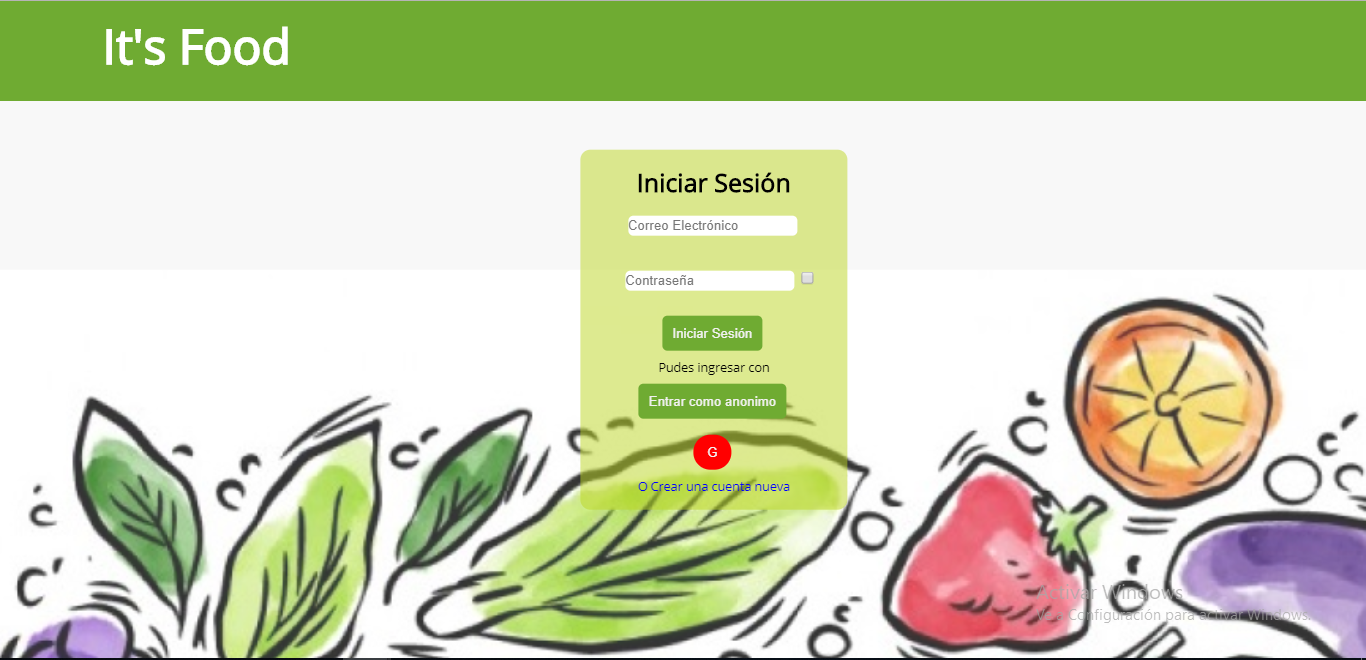 It's Food
Iniciar Sesión
Correo Electrónico
Contraseña
Iniciar Sesión
Pudes ingresar con
Entrar como anonimo
G
O Crear una cuenta nueva
Activar Windows
Ve a Configuración para activar Windows.